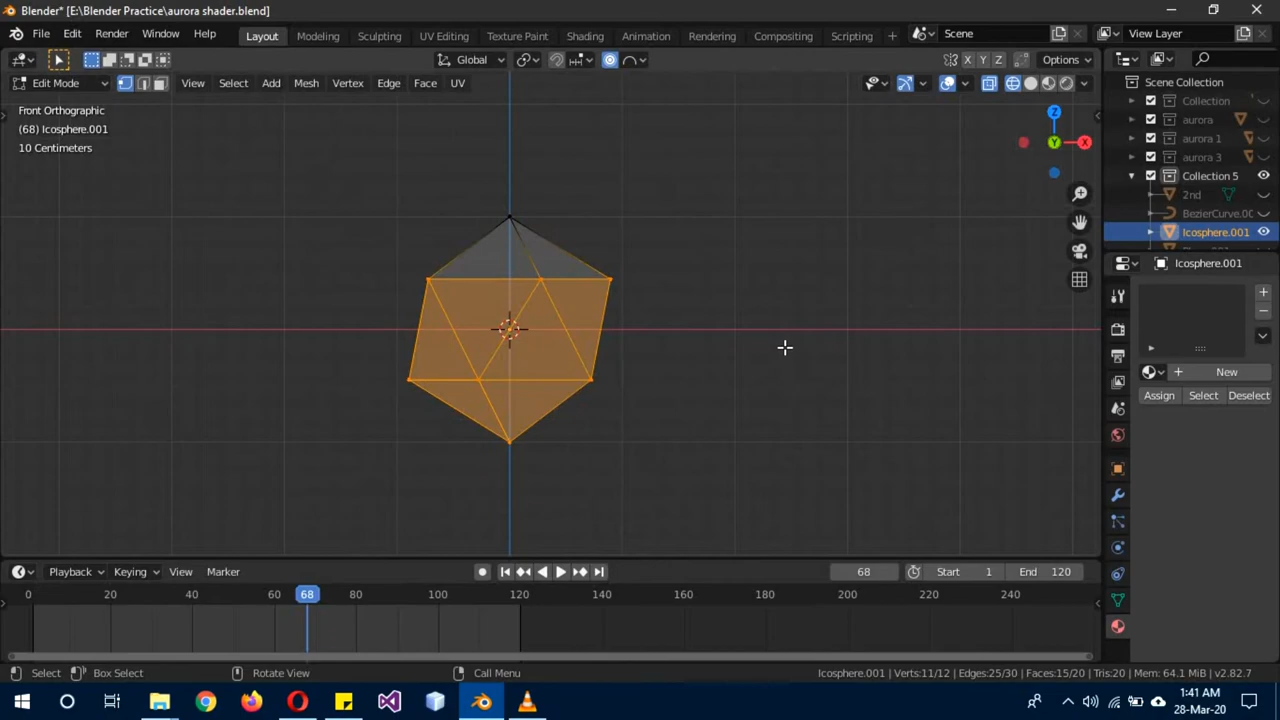 Blender* [E:\Blender Practice\aurora shader.blend]
File Edit Render Window Help Layout Modeling Sculpting UV Editing Texture Paint Shading Animation Rendering Compositing Scripting + Scene View Layer
Global Options
Edit Mode View Select Add Mesh Vertex Edge Face UV X Y Z
Front Orthographic
(68) Icosphere.001
10 Centimeters
Z
Y X
Scene Collection
Collection
aurora
aurora 1
aurora 3
Collection 5
2nd
BezierCurve.00
Icosphere.001
Icosphere.001
New
Assign Select Deselect
Playback Keying View Marker 68 Start 1 End 120
0 20 40 60 68 80 100 120 140 160 180 200 220 240
Select Box Select Rotate View Call Menu Icosphere.001 | Verts:11/12 | Edges:25/30 | Faces:15/20 | Tris:20 | Mem: 64.1 MiB | v2.82.7
1:41 AM
28-Mar-20